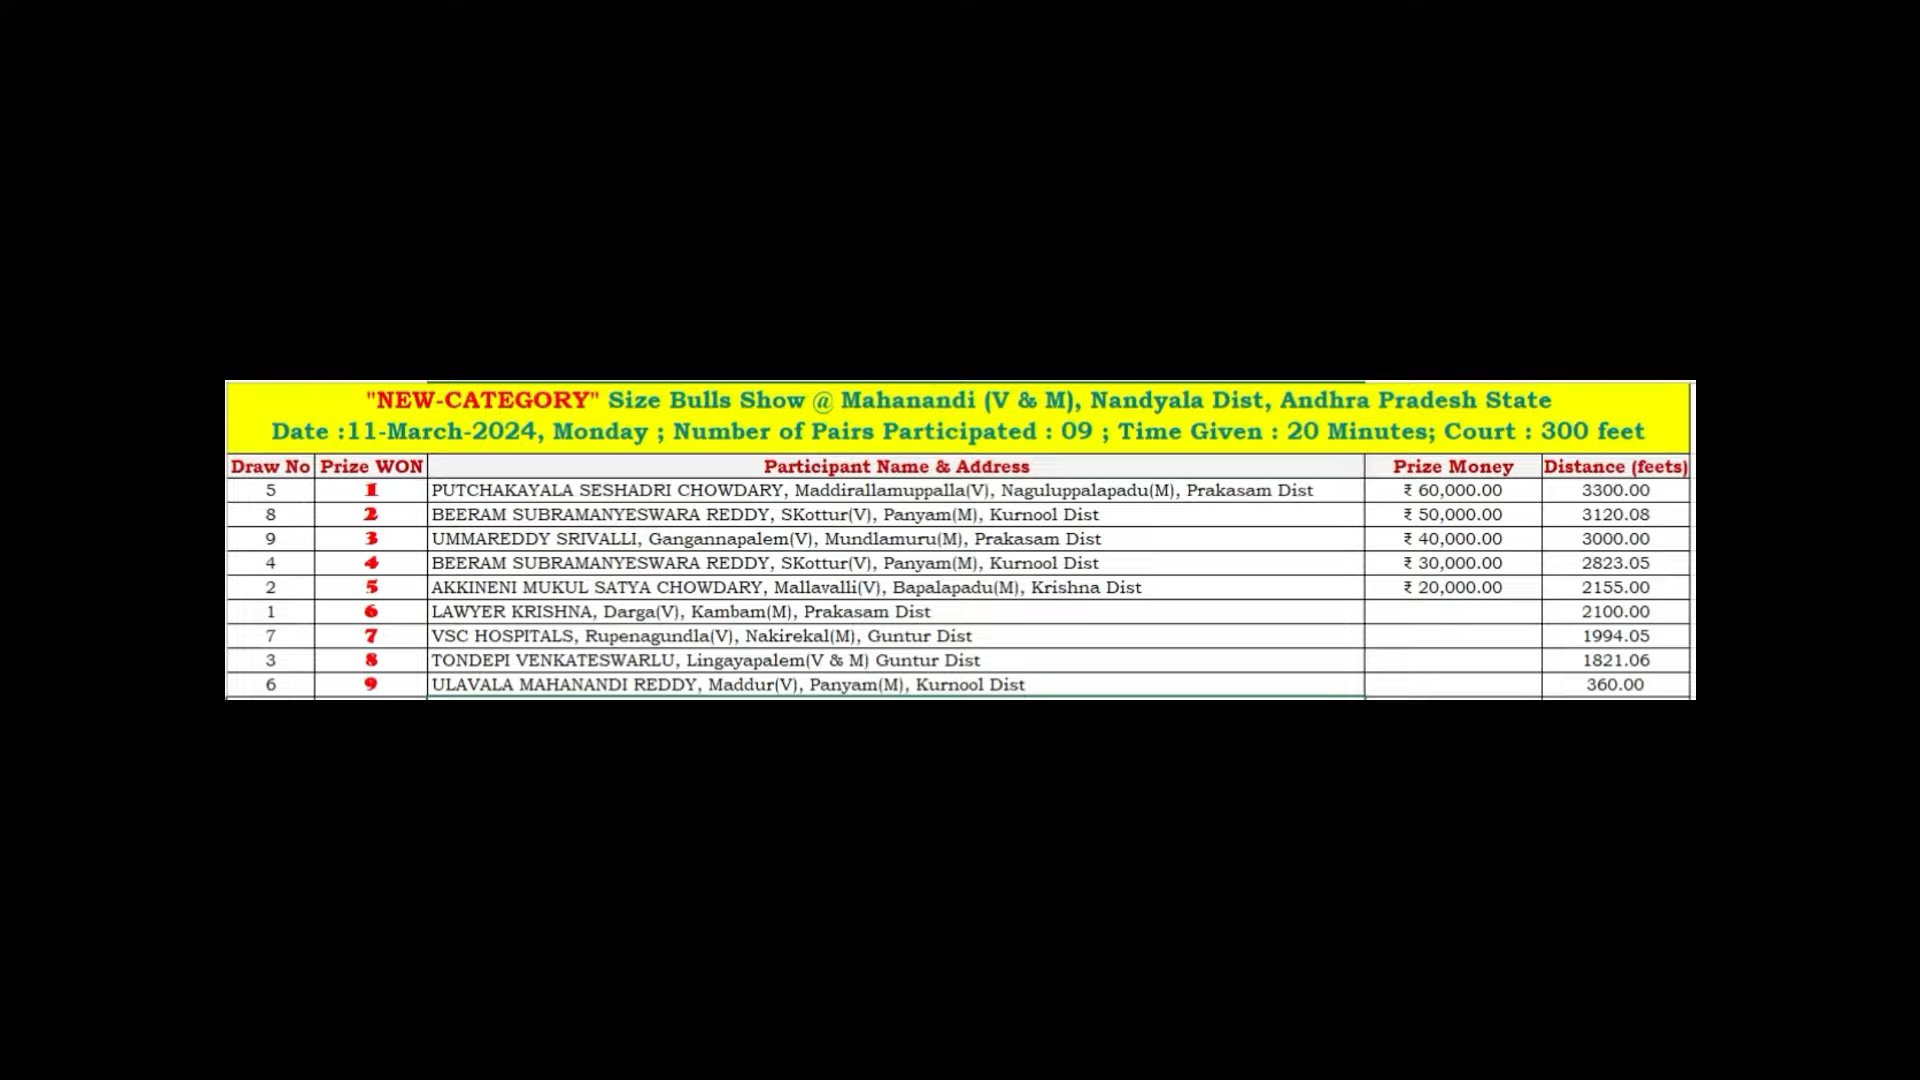 "NEW-CATEGORY" Size Bulls Show @ Mahanandi (V & M), Nandyala Dist, Andhra Pradesh State
Date :11-March-2024, Monday ; Number of Pairs Participated : 09 ; Time Given : 20 Minutes; Court : 300 feet
Draw No Prize WON Participant Name & Address Prize Money Distance (feets)
5 1 PUTCHAKAYALA SESHADRI CHOWDARY, Maddirallamuppalla(V), Naguluppalapadu(M), Prakasam Dist ₹ 60,000.00 3300.00
8 2 BEERAM SUBRAMANYESWARA REDDY, SKottur(V), Panyam(M), Kurnool Dist ₹ 50,000.00 3120.08
9 3 UMMAREDDY SRIVALLI, Gangannapalem(V), Mundlamuru(M), Prakasam Dist ₹ 40,000.00 3000.00
4 4 BEERAM SUBRAMANYESWARA REDDY, SKottur(V), Panyam(M), Kurnool Dist ₹ 30,000.00 2823.05
2 5 AKKINENI MUKUL SATYA CHOWDARY, Mallavalli(V), Bapalapadu(M), Krishna Dist ₹ 20,000.00 2155.00
1 6 LAWYER KRISHNA, Darga(V), Kambam(M), Prakasam Dist 2100.00
7 7 VSC HOSPITALS, Rupenagundla(V), Nakirekal(M), Guntur Dist 1994.05
3 8 TONDEPI VENKATESWARLU, Lingayapalem(V & M) Guntur Dist 1821.06
6 9 ULAVALA MAHANANDI REDDY, Maddur(V), Panyam(M), Kurnool Dist 360.00